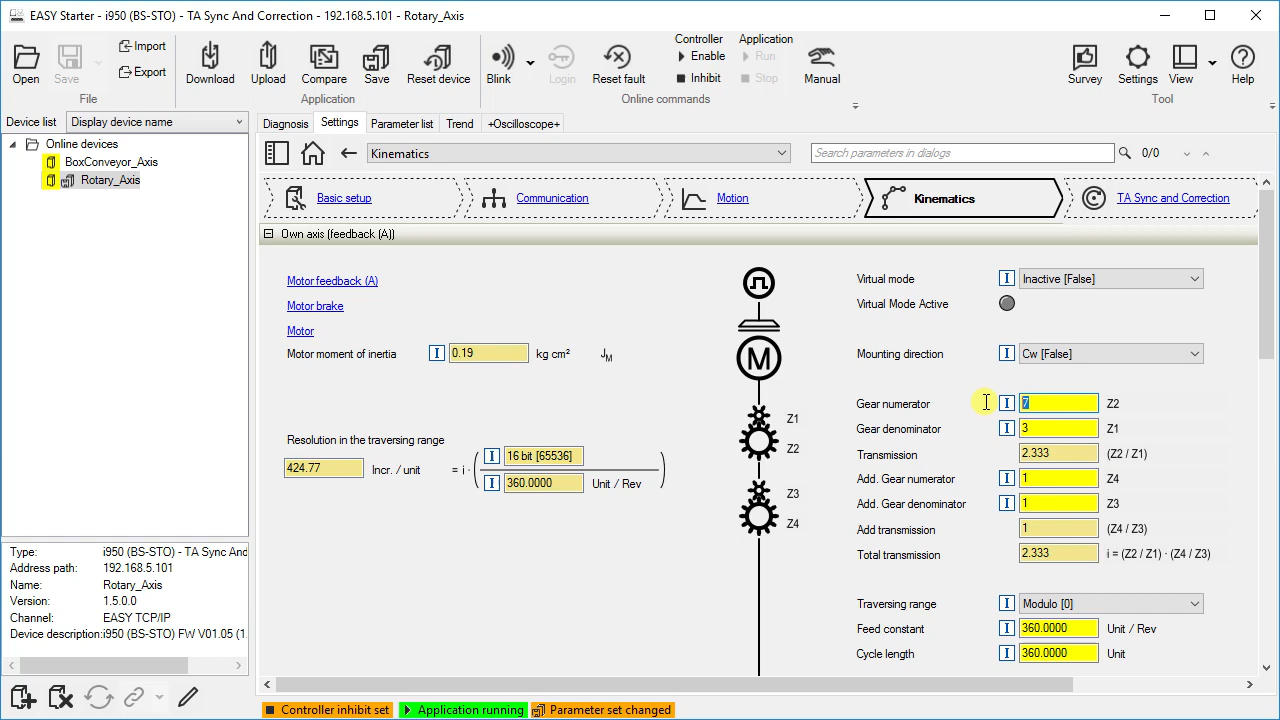 EASY Starter - i950 (BS-STO) - TA Sync And Correction - 192.168.5.101 - Rotary_Axis
Open
Save
Import
Export
File
Download
Upload
Compare
Save
Reset device
Application
Blink
Login
Reset fault
Controller
Enable
Inhibit
Application
Run
Stop
Manual
Online commands
Survey
Settings
View
Help
Tool
Device list
Display device name
Diagnosis
Settings
Parameter list
Trend
+Oscilloscope+
Online devices
BoxConveyor_Axis
Rotary_Axis
Kinematics
Search parameters in dialogs
0/0
Basic setup
Communication
Motion
Kinematics
TA Sync and Correction
Own axis (feedback (A))
Motor feedback (A)
Motor brake
Motor
Motor moment of inertia
I
0.19
kg cm²
JM
Resolution in the traversing range
424.77
Incr. / unit
= i ·
I
16 bit [65536]
I
360.0000
Unit / Rev
M
Z1
Z2
Z3
Z4
Virtual mode
I
Inactive [False]
Virtual Mode Active
Mounting direction
I
Cw [False]
Gear numerator
I
7
Z2
Gear denominator
I
3
Z1
Transmission
2.333
(Z2 / Z1)
Add. Gear numerator
I
1
Z4
Add. Gear denominator
I
1
Z3
Add transmission
1
(Z4 / Z3)
Total transmission
2.333
i = (Z2 / Z1) · (Z4 / Z3)
Traversing range
I
Modulo [0]
Feed constant
I
360.0000
Unit / Rev
Cycle length
I
360.0000
Unit
Type: i950 (BS-STO) - TA Sync And
Address path: 192.168.5.101
Name: Rotary_Axis
Version: 1.5.0.0
Channel: EASY TCP/IP
Device description: i950 (BS-STO) FW V01.05 (1.
Controller inhibit set
Application running
Parameter set changed